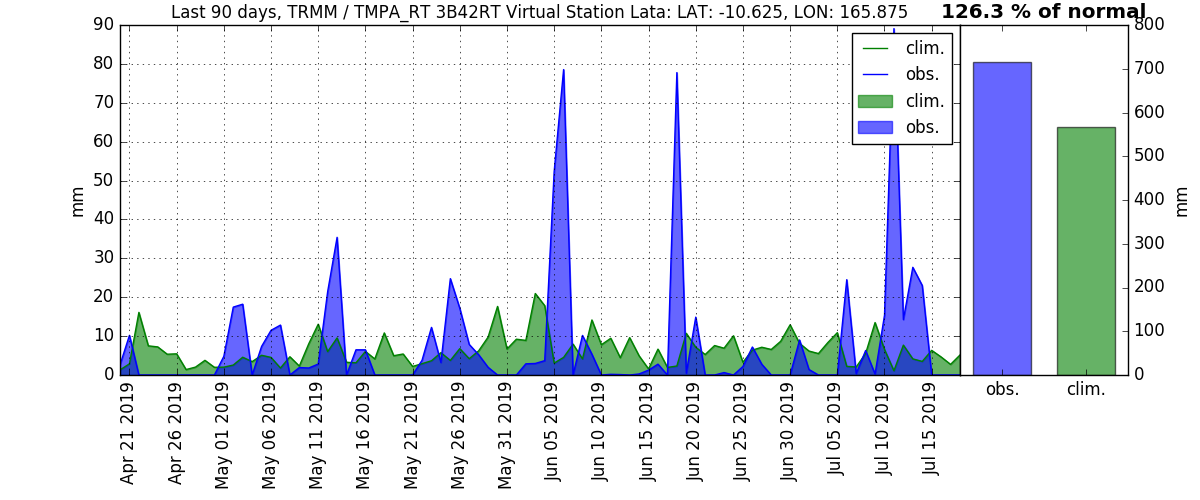 Last 90 days, TRMM / TMPA_RT 3B42RT Virtual Station Lata: LAT: -10.625, LON: 165.875
126.3 % of normal
90
80
70
60
50
40
30
20
10
0
mm
clim.
obs.
clim.
obs.
Apr 21 2019
Apr 26 2019
May 01 2019
May 06 2019
May 11 2019
May 16 2019
May 21 2019
May 26 2019
May 31 2019
Jun 05 2019
Jun 10 2019
Jun 15 2019
Jun 20 2019
Jun 25 2019
Jun 30 2019
Jul 05 2019
Jul 10 2019
Jul 15 2019
800
700
600
500
400
300
200
100
0
mm
obs.
clim.